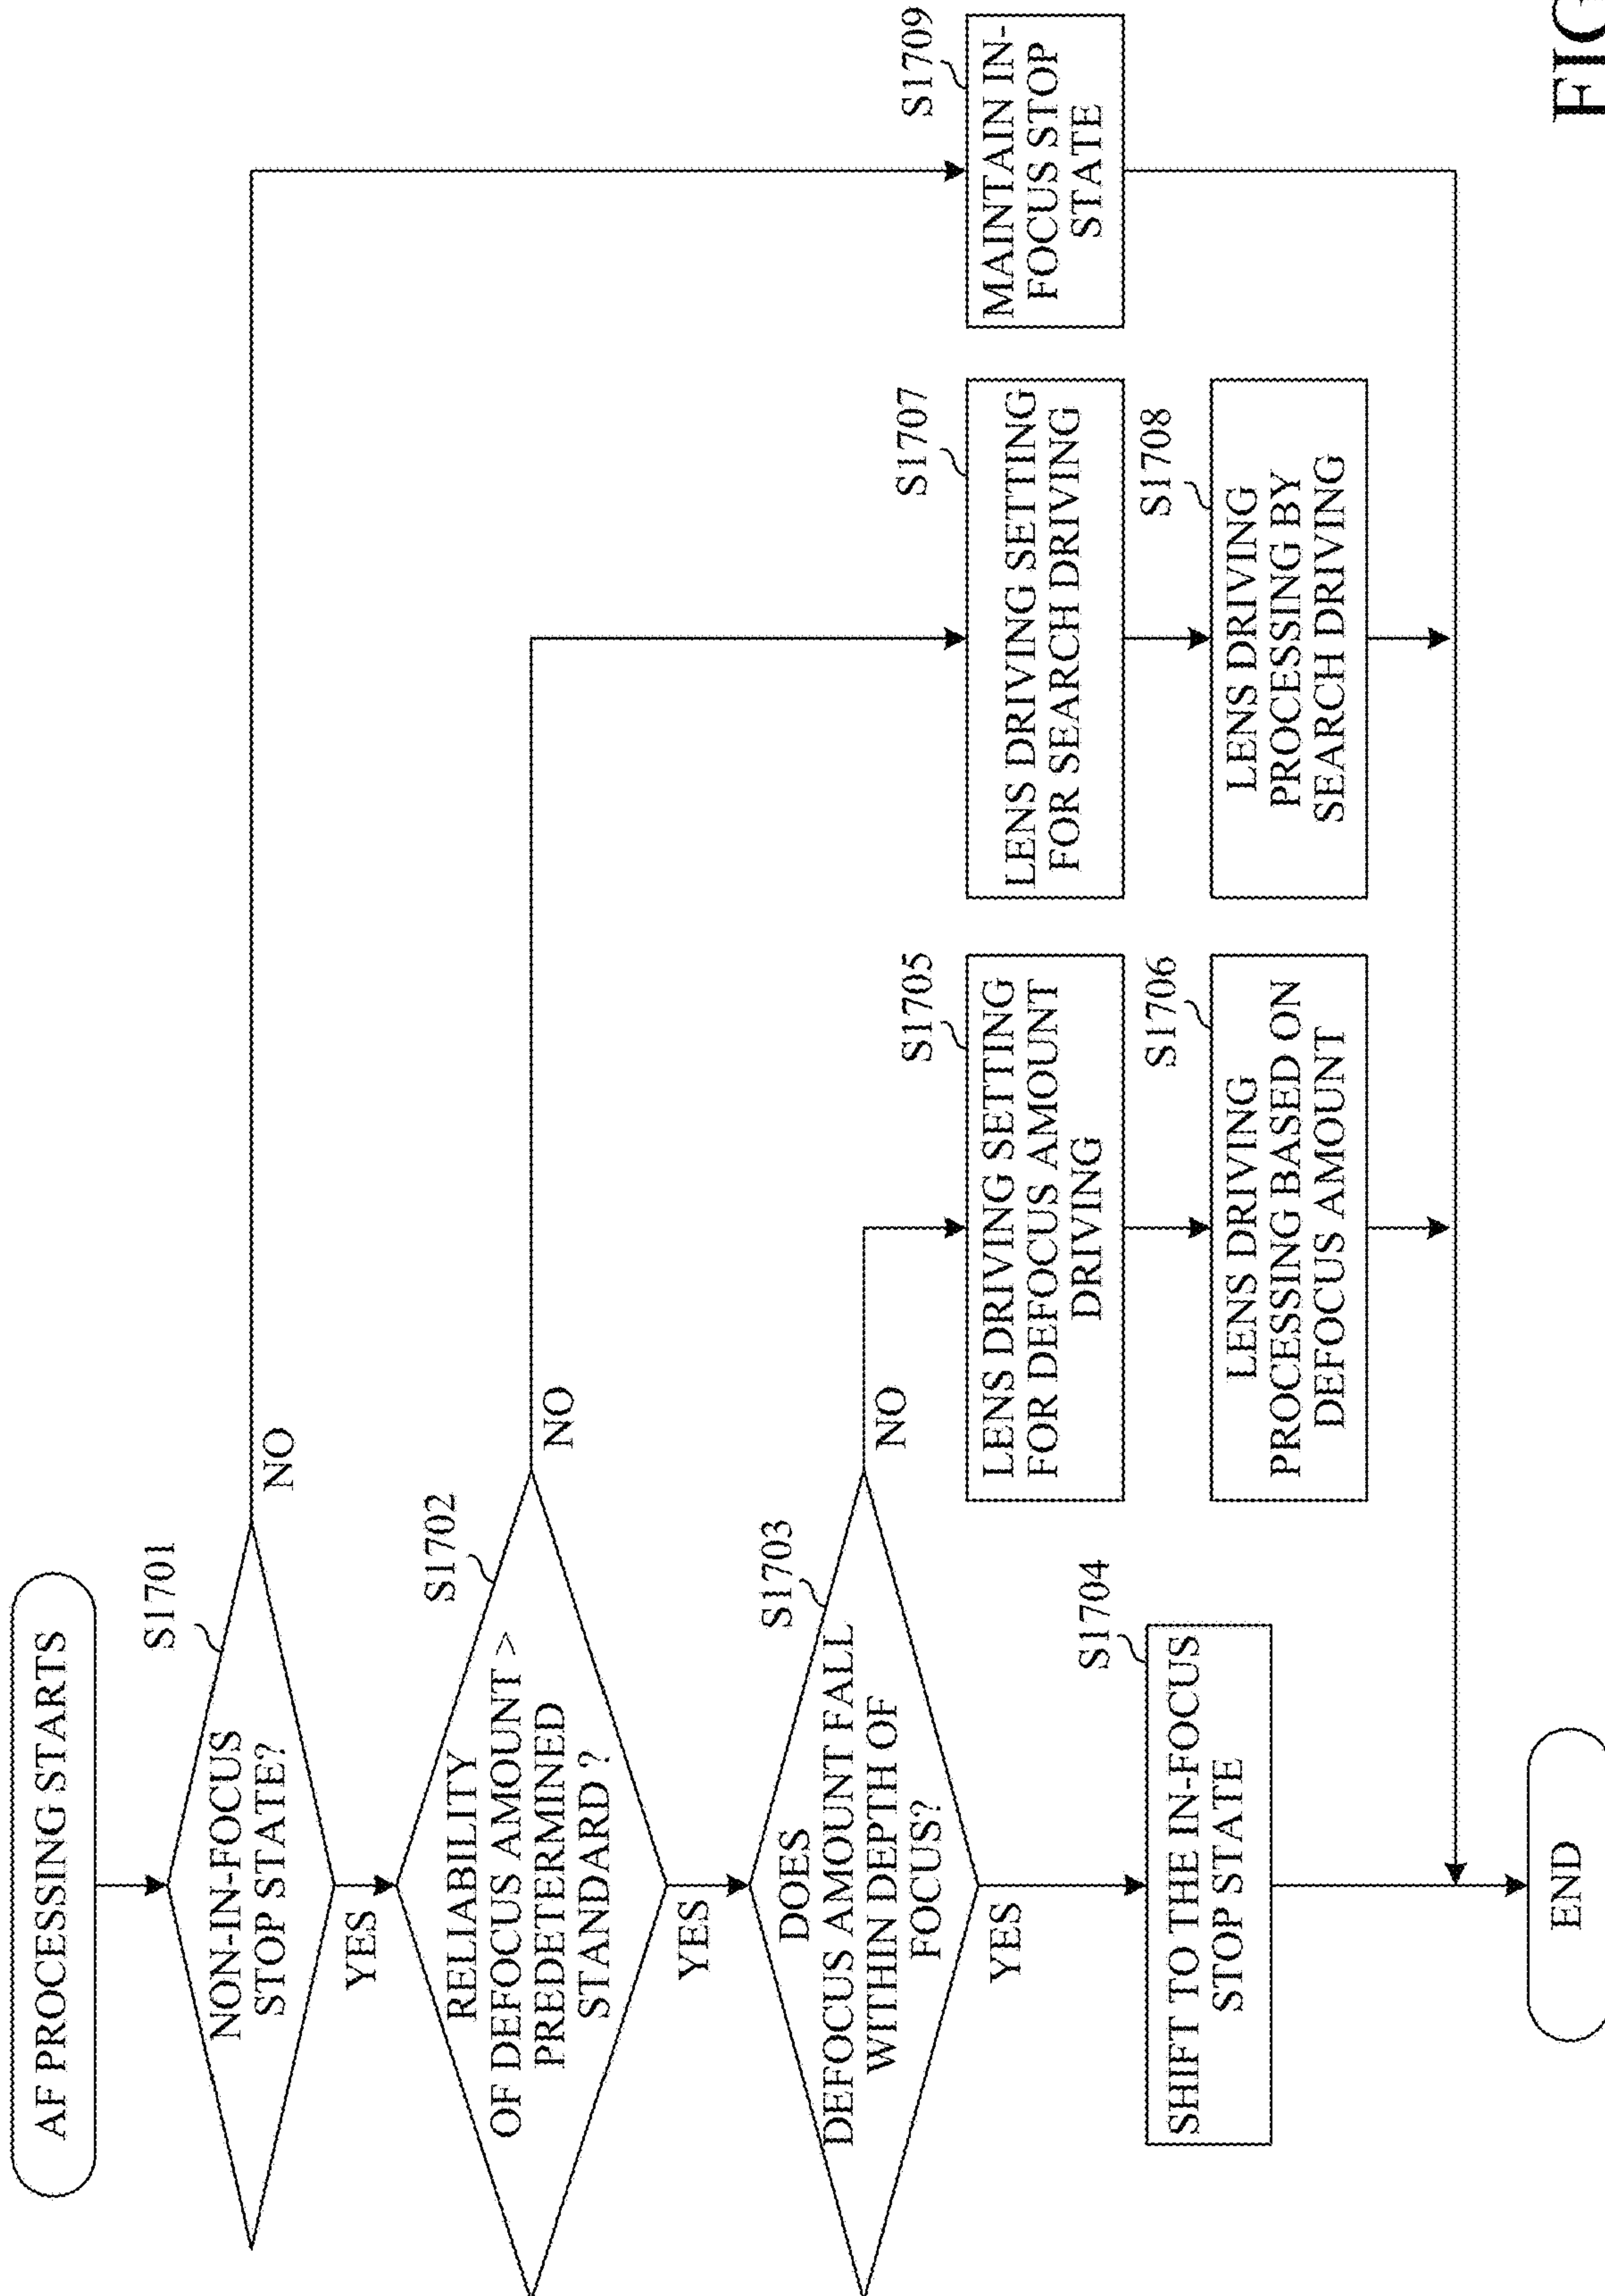 AF PROCESSING STARTS
S1701
NON-IN-FOCUS
STOP STATE?
NO
YES
S1702
RELIABILITY
OF DEFOCUS AMOUNT >
PREDETERMINED
STANDARD ?
NO
YES
S1703
DOES
DEFOCUS AMOUNT FALL
WITHIN DEPTH OF
FOCUS?
NO
YES
S1704
SHIFT TO THE IN-FOCUS
STOP STATE
S1705
LENS DRIVING SETTING
FOR DEFOCUS AMOUNT
DRIVING
S1706
LENS DRIVING
PROCESSING BASED ON
DEFOCUS AMOUNT
S1707
LENS DRIVING SETTING
FOR SEARCH DRIVING
S1708
LENS DRIVING
PROCESSING BY
SEARCH DRIVING
S1709
MAINTAIN IN-
FOCUS STOP
STATE
END